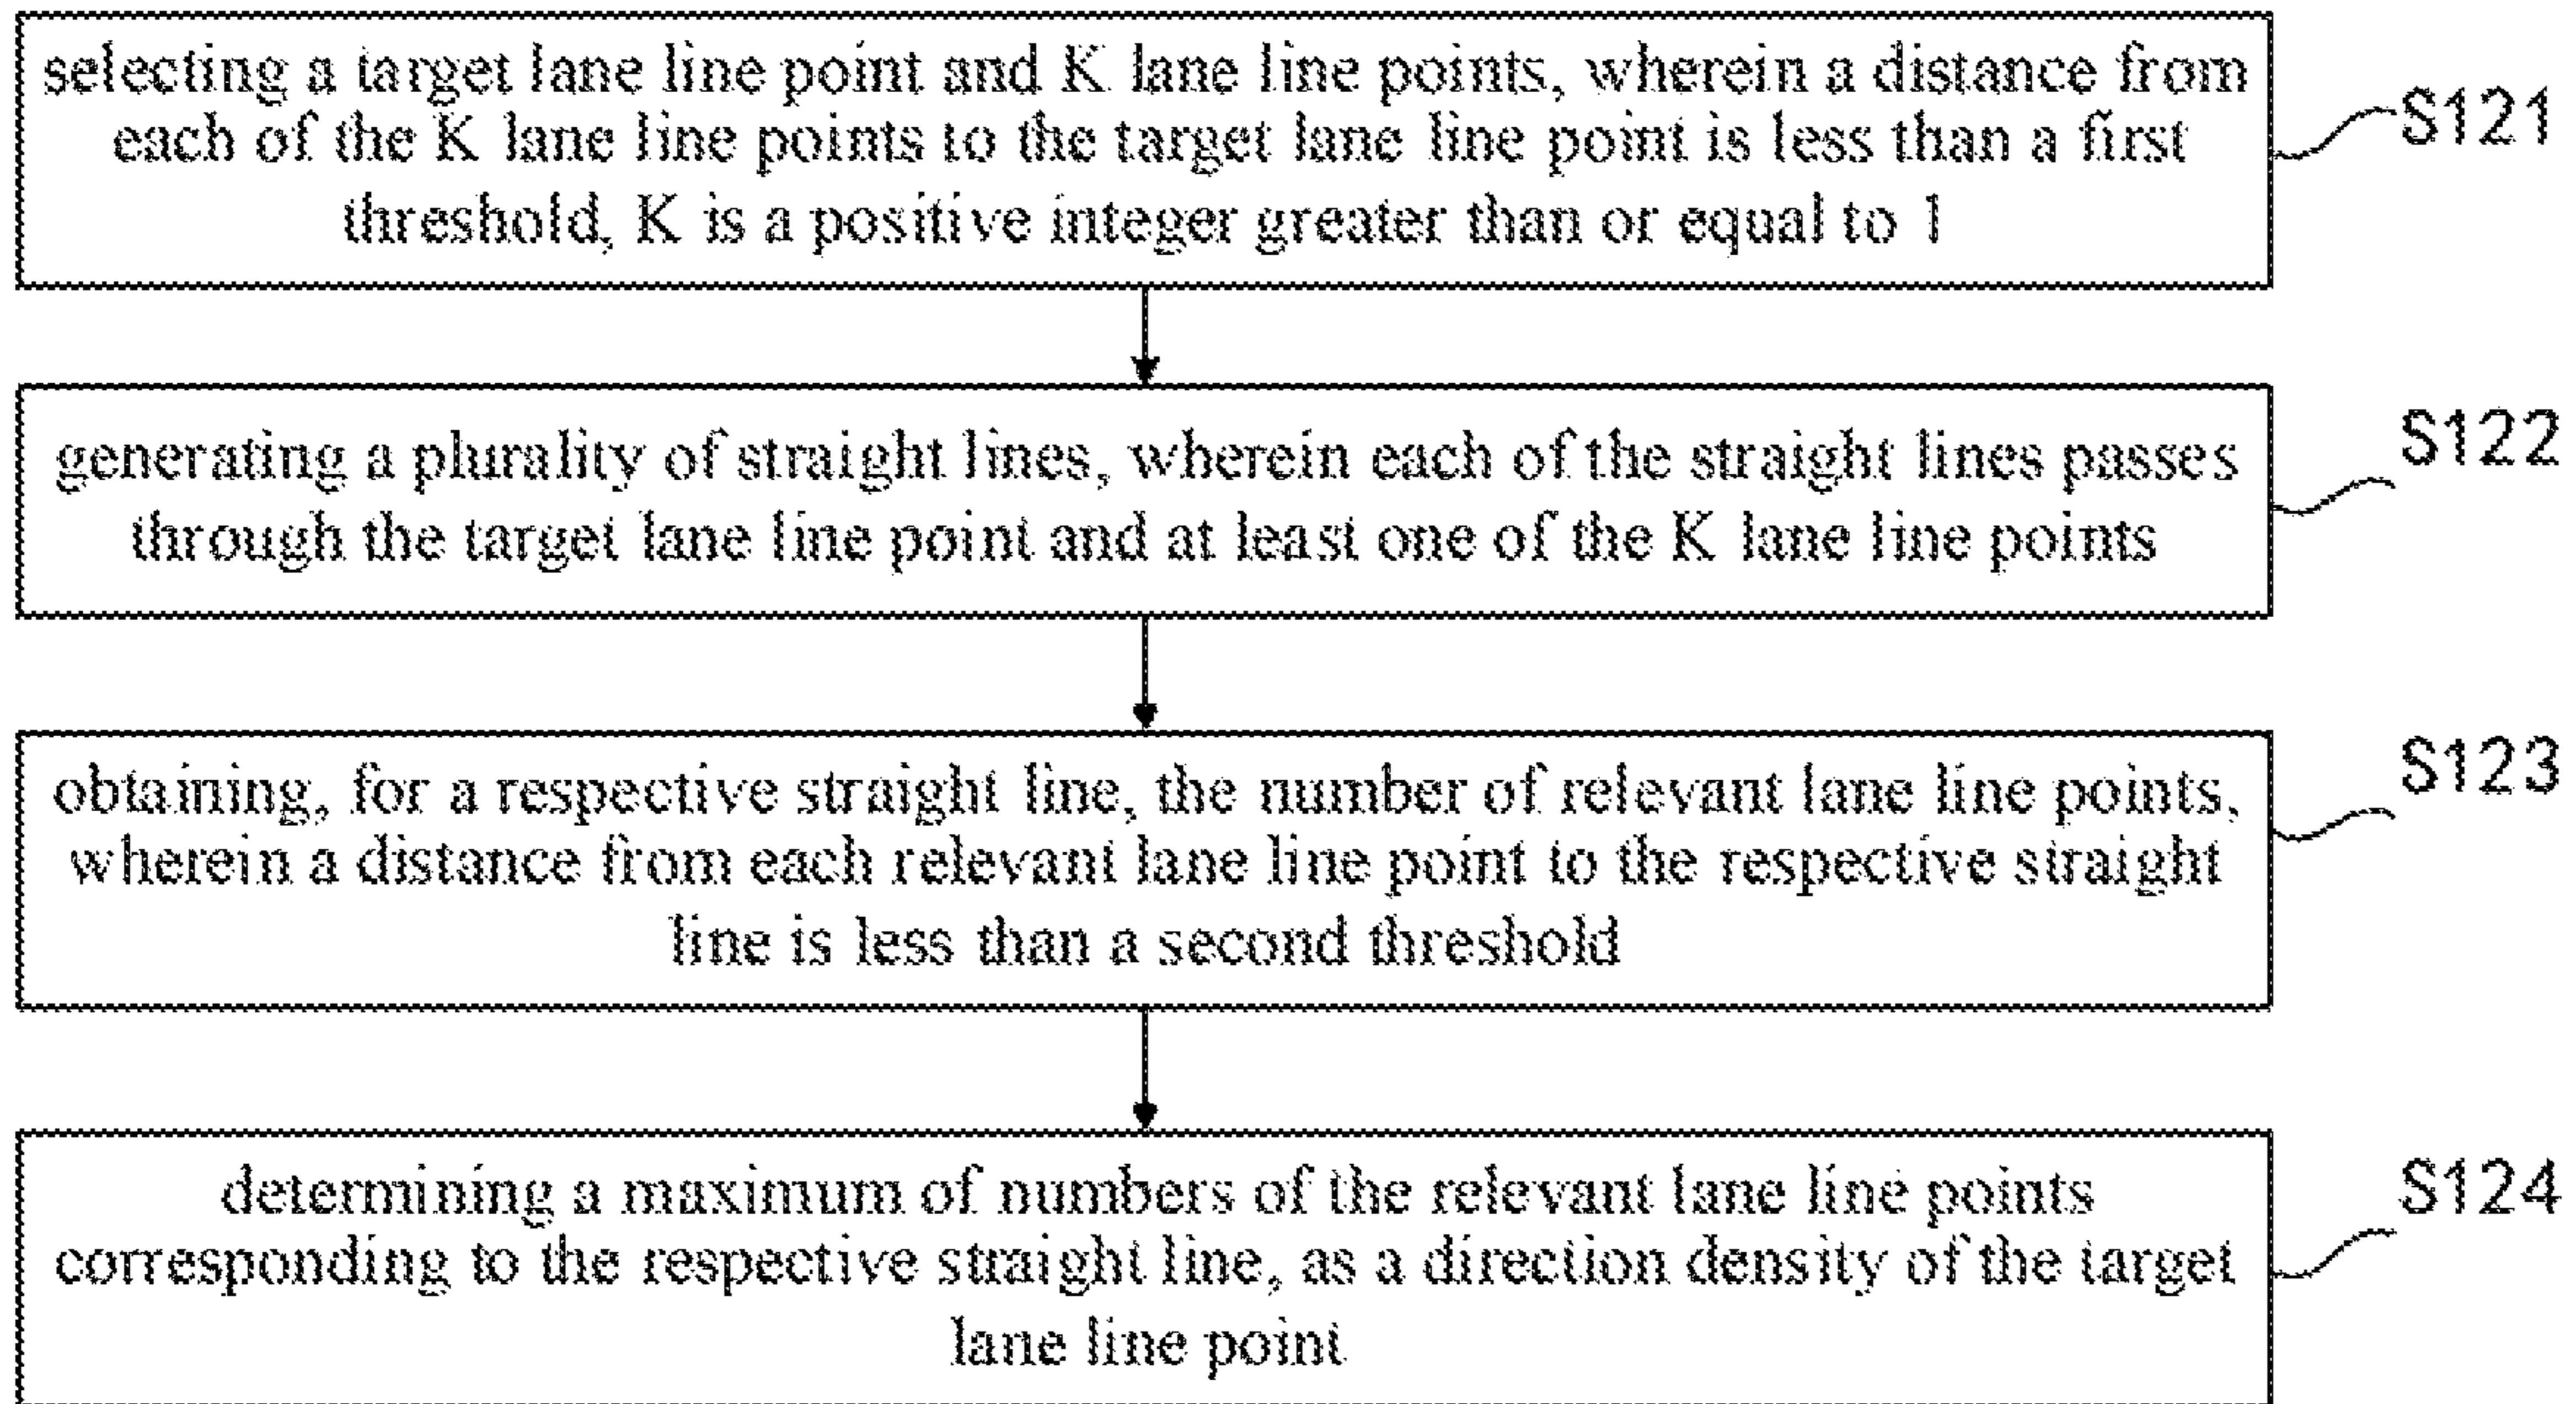 selecting a target lane line point and K lane line points, wherein a distance from
each of the K lane line points to the target lane line point is less than a first
threshold, K is a positive integer greater than or equal to 1
S121
generating a plurality of straight lines, wherein each of the straight lines passes
through the target lane line point and at least one of the K lane line points
S122
obtaining, for a respective straight line, the number of relevant lane line points,
wherein a distance from each relevant lane line point to the respective straight
line is less than a second threshold
S123
determining a maximum of numbers of the relevant lane line points
corresponding to the respective straight line, as a direction density of the target
lane line point
S124